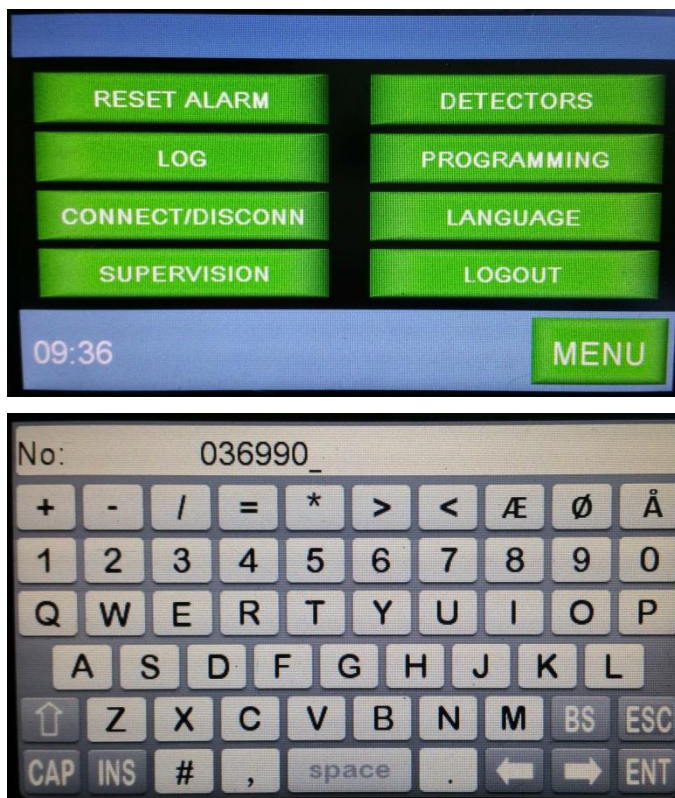 RESET ALARM DETECTORS
LOG PROGRAMMING
CONNECT/DISCONN LANGUAGE
SUPERVISION LOGOUT
09:36 MENU
No: 036990_
+ - / = * > < Æ Ø Å
1 2 3 4 5 6 7 8 9 0
Q W E R T Y U I O P
A S D F G H J K L
⇧ Z X C V B N M BS ESC
CAP INS # , space . ← → ENT